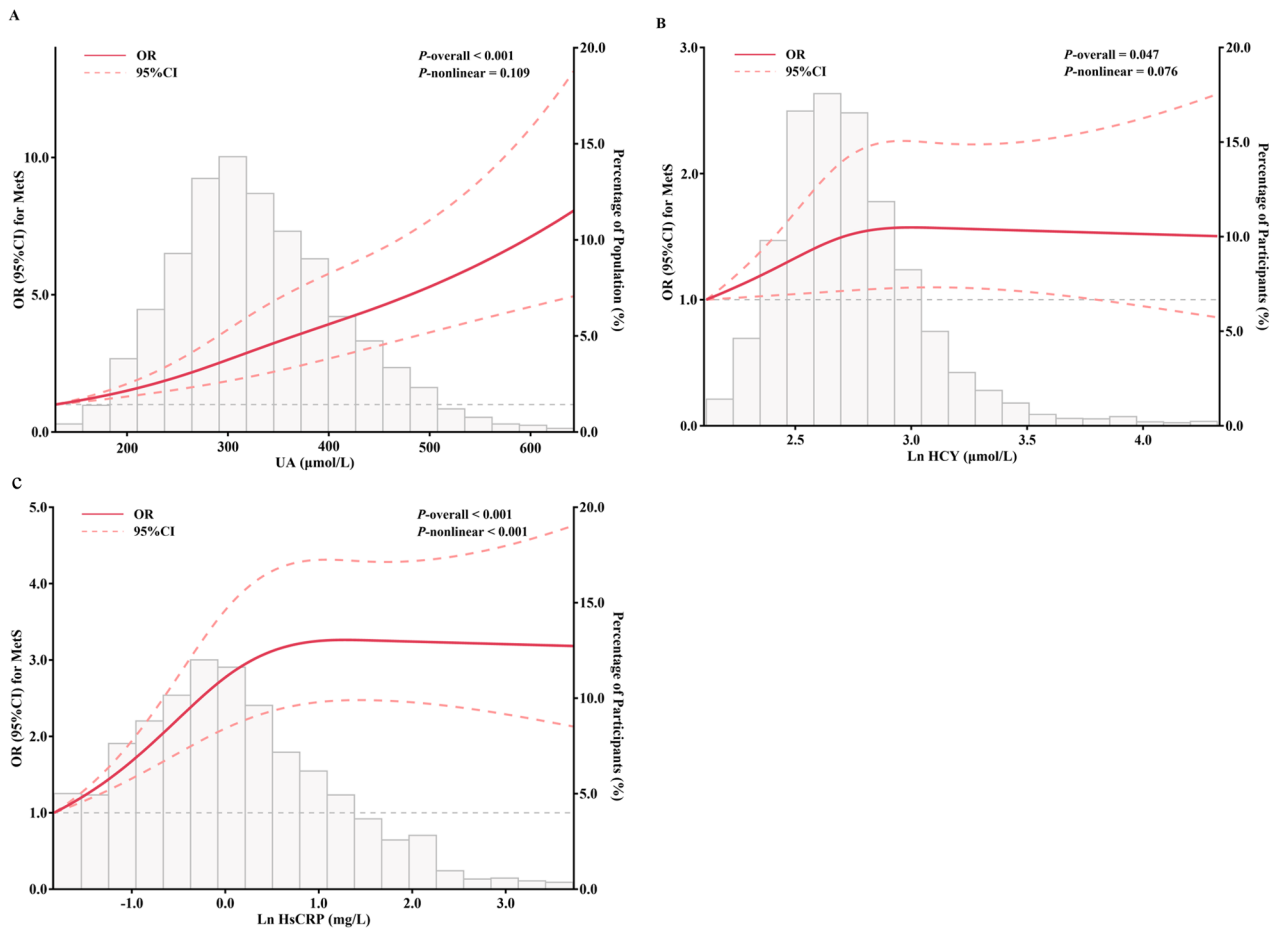 A
OR
95%CI
P-overall < 0.001
P-nonlinear = 0.109
OR (95%CI) for MetS
10.0
5.0
0.0
20.0
15.0
10.0
5.0
0.0
Percentage of Population (%)
200
300
400
500
600
UA (μmol/L)
B
OR
95%CI
P-overall = 0.047
P-nonlinear = 0.076
OR (95%CI) for MetS
3.0
2.0
1.0
0.0
20.0
15.0
10.0
5.0
0.0
Percentage of Participants (%)
2.5
3.0
3.5
4.0
Ln HCY (μmol/L)
C
OR
95%CI
P-overall < 0.001
P-nonlinear < 0.001
OR (95%CI) for MetS
5.0
4.0
3.0
2.0
1.0
0.0
20.0
15.0
10.0
5.0
0.0
Percentage of Participants (%)
-1.0
0.0
1.0
2.0
3.0
Ln HsCRP (mg/L)